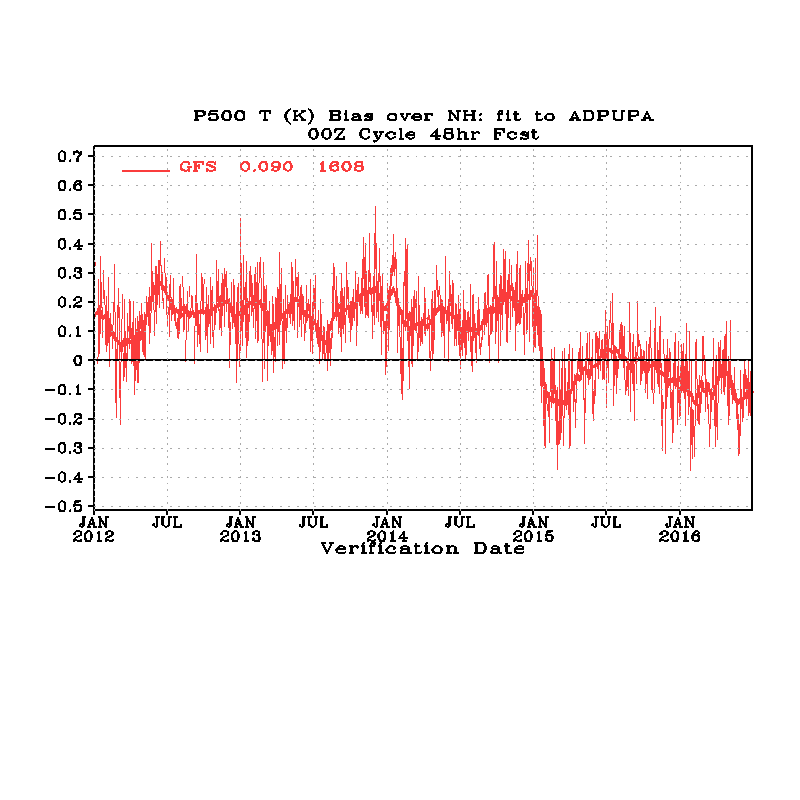 P500 T (K) Bias over NH: fit to ADPUPA
00Z Cycle 48hr Fcst
GFS 0.090 1608
0.7
0.6
0.5
0.4
0.3
0.2
0.1
0
-0.1
-0.2
-0.3
-0.4
-0.5
JAN JUL JAN JUL JAN JUL JAN JUL JAN
2012 2013 2014 2015 2016
Verification Date